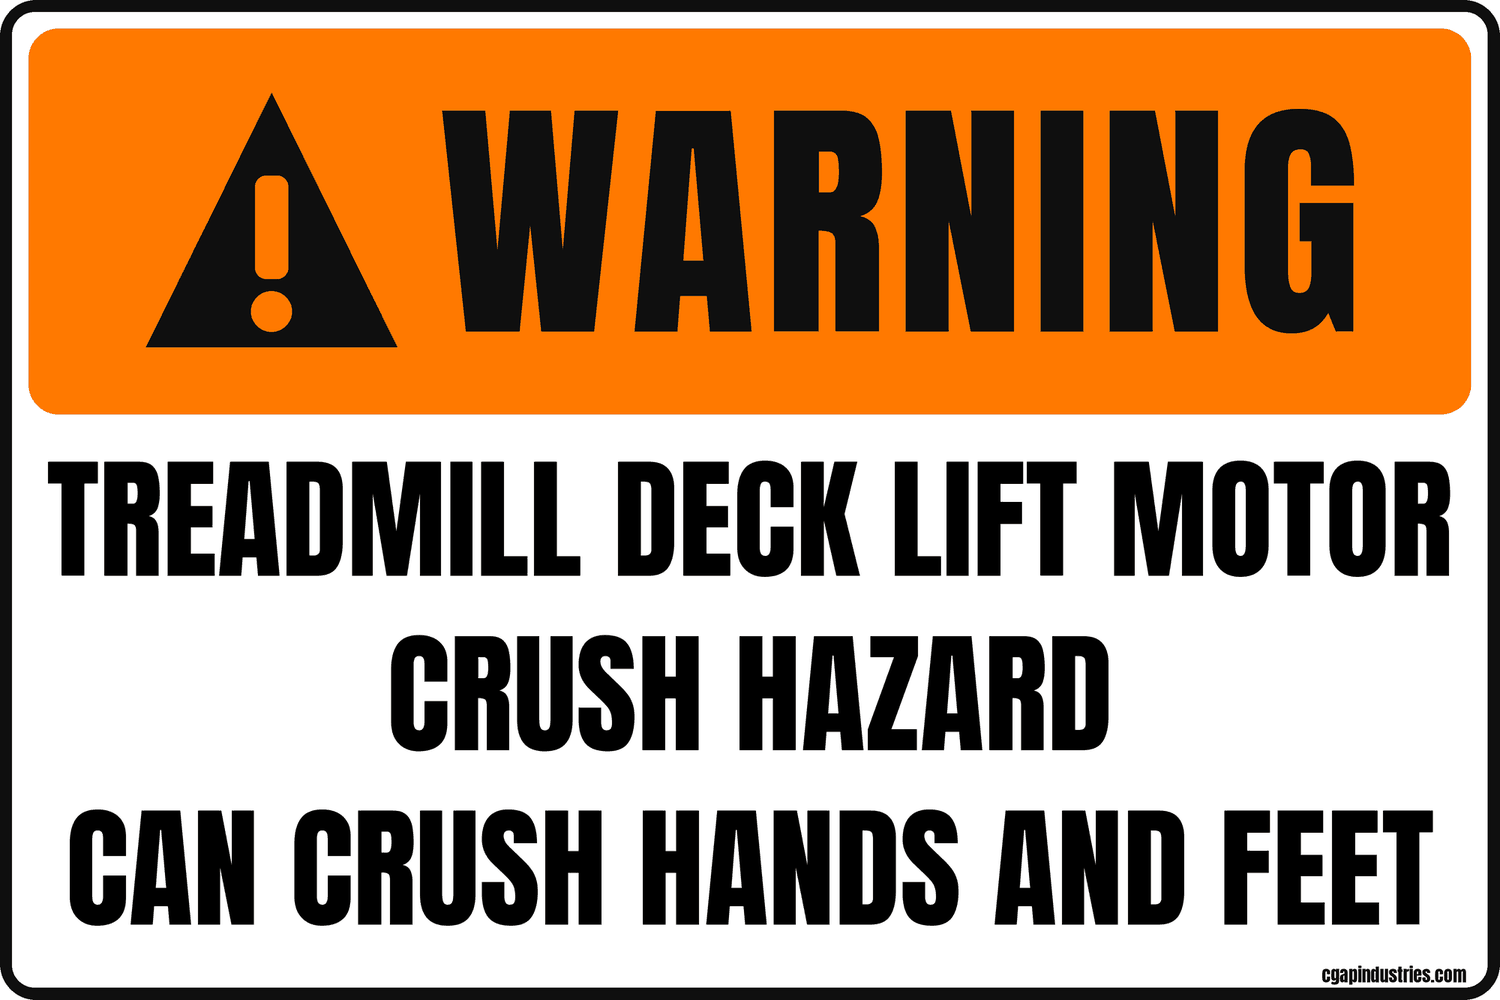 WARNING
TREADMILL DECK LIFT MOTOR
CRUSH HAZARD
CAN CRUSH HANDS AND FEET
cgapindustries.com